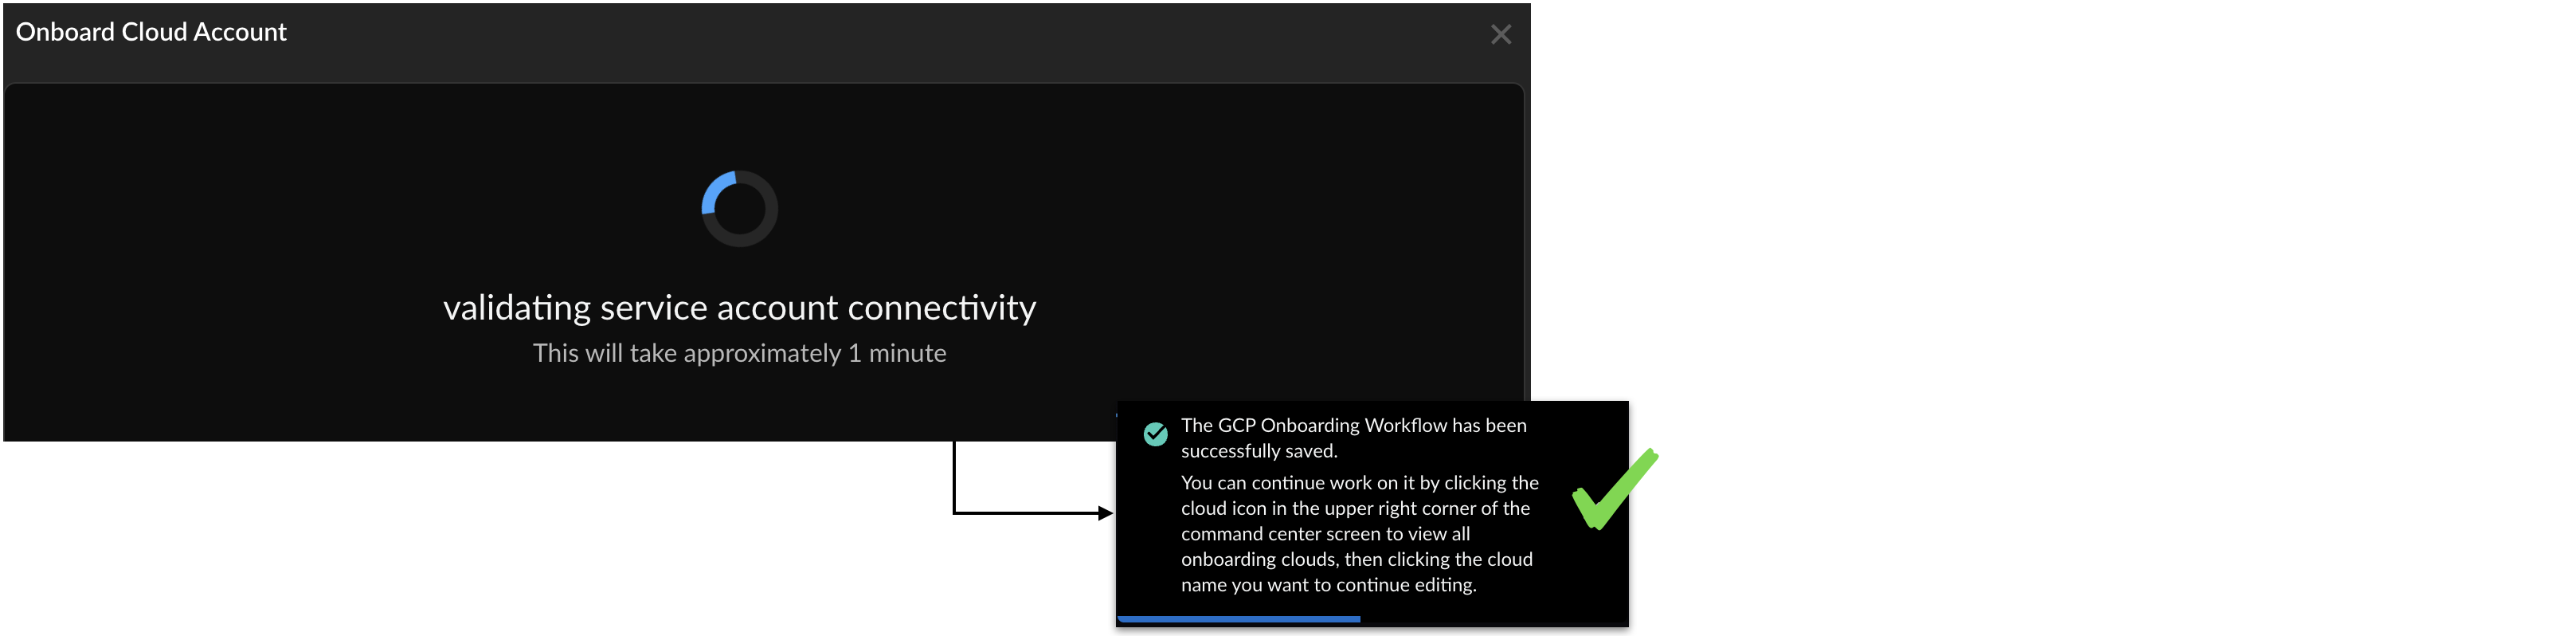 Onboard Cloud Account
validating service account connectivity
This will take approximately 1 minute
The GCP Onboarding Workflow has been
successfully saved.
You can continue work on it by clicking the
cloud icon in the upper right corner of the
command center screen to view all
onboarding clouds, then clicking the cloud
name you want to continue editing.